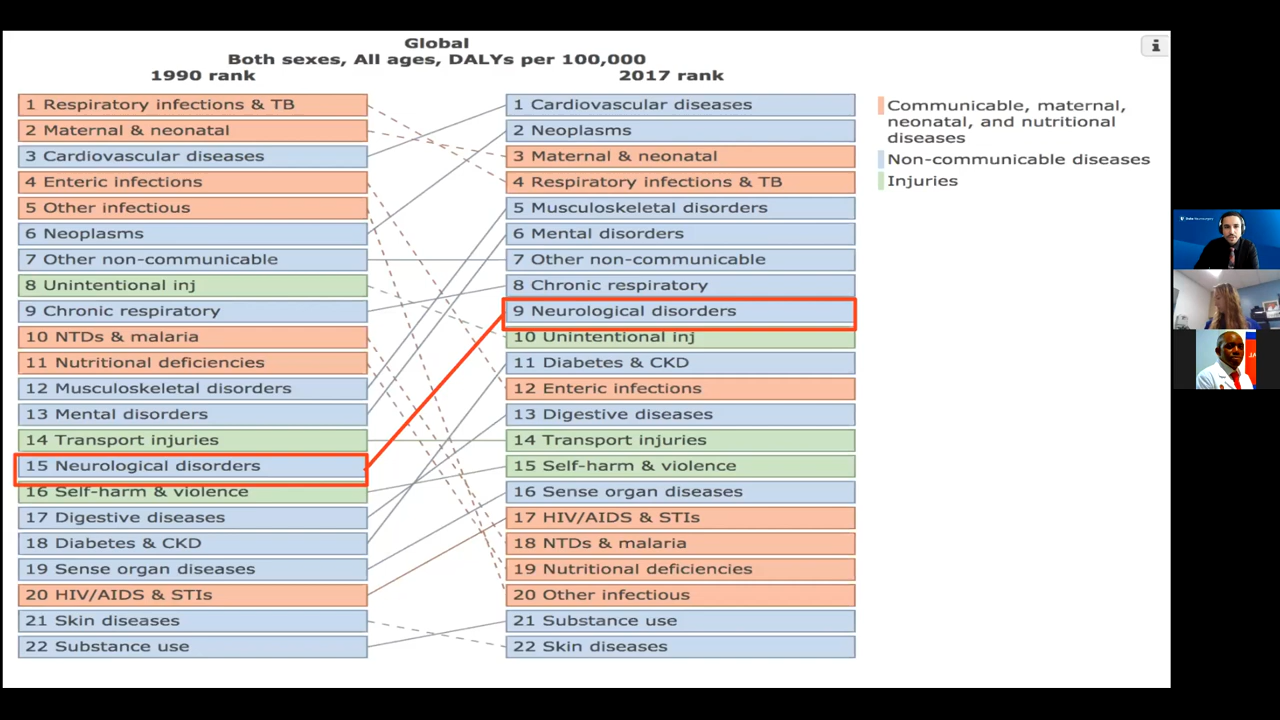 Global
Both sexes, All ages, DALYs per 100,000
1990 rank
2017 rank
1 Respiratory infections & TB
2 Maternal & neonatal
3 Cardiovascular diseases
4 Enteric infections
5 Other infectious
6 Neoplasms
7 Other non-communicable
8 Unintentional inj
9 Chronic respiratory
10 NTDs & malaria
11 Nutritional deficiencies
12 Musculoskeletal disorders
13 Mental disorders
14 Transport injuries
15 Neurological disorders
16 Self-harm & violence
17 Digestive diseases
18 Diabetes & CKD
19 Sense organ diseases
20 HIV/AIDS & STIs
21 Skin diseases
22 Substance use
1 Cardiovascular diseases
2 Neoplasms
3 Maternal & neonatal
4 Respiratory infections & TB
5 Musculoskeletal disorders
6 Mental disorders
7 Other non-communicable
8 Chronic respiratory
9 Neurological disorders
10 Unintentional inj
11 Diabetes & CKD
12 Enteric infections
13 Digestive diseases
14 Transport injuries
15 Self-harm & violence
16 Sense organ diseases
17 HIV/AIDS & STIs
18 NTDs & malaria
19 Nutritional deficiencies
20 Other infectious
21 Substance use
22 Skin diseases
Communicable, maternal,
neonatal, and nutritional
diseases
Non-communicable diseases
Injuries